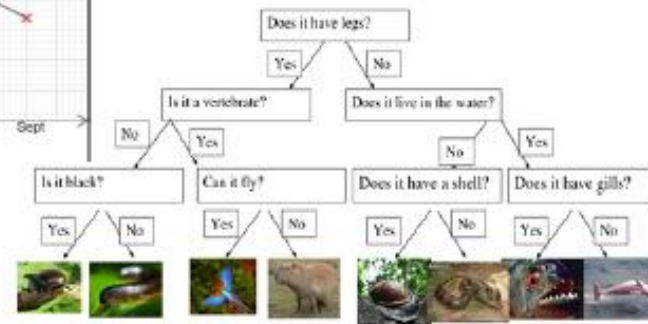 Does it have legs?
Yes
No
Is it a vertebrate?
Does it live in the water?
Sept
No
Yes
No
Yes
Is it black?
Can it fly?
Does it have a shell?
Does it have gills?
Yes
No
Yes
No
Yes
No
Yes
No